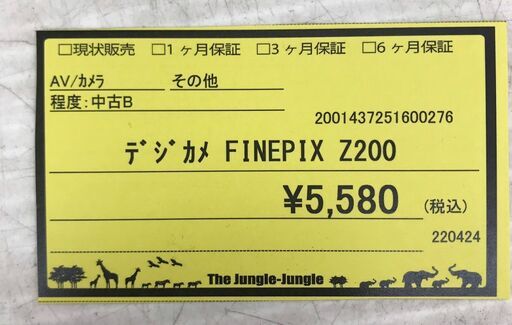 □現状販売 □1ヶ月保証 □3ヶ月保証 □6ヶ月保証
AV/ｶﾒﾗ その他
程度:中古B
2001437251600276
ﾃﾞｼﾞｶﾒ FINEPIX Z200
¥5,580 (税込)
220424
The Jungle-Jungle